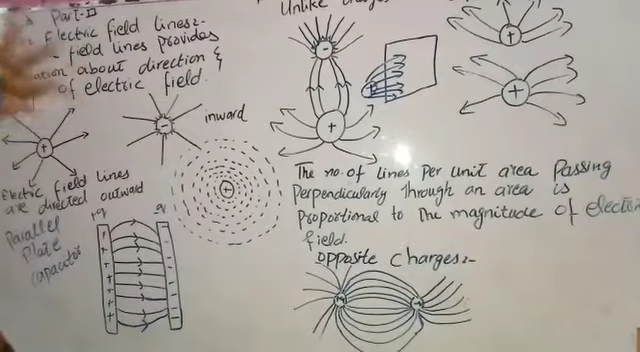 Part-II
Electric field lines:-
- field lines provides
about direction &
of electric field.
inward
Electric field lines
are directed outward
Parallel
Plate
capacitor
+q
-q
Unlike charges
The no of lines per unit area passing
perpendicularly through an area is
proportional to the magnitude of electric
field.
opposite charges:-